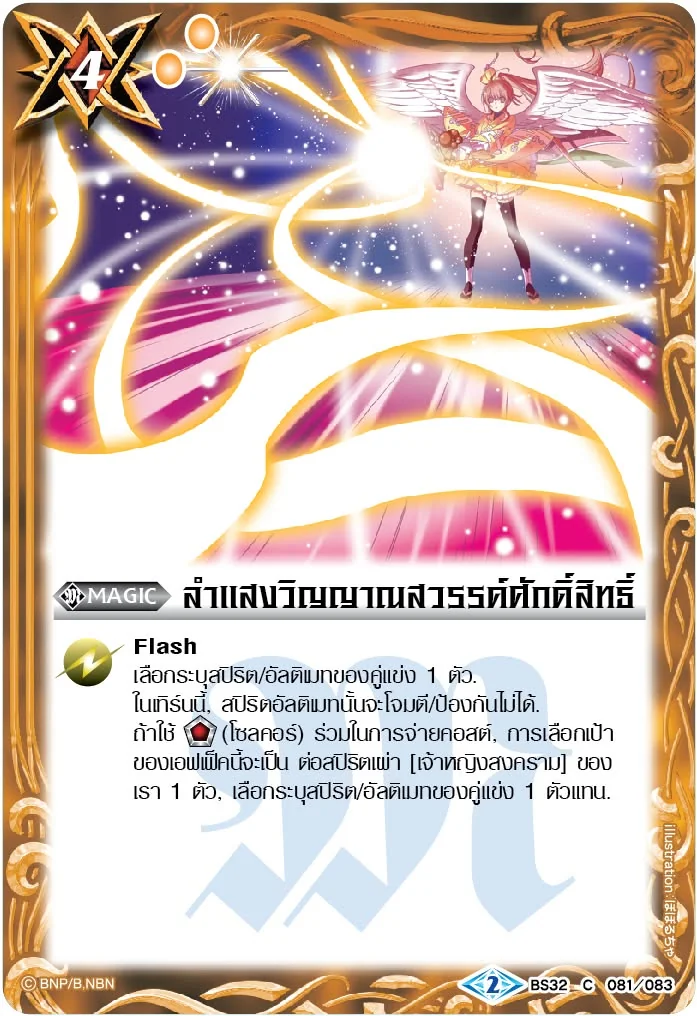 4
MAGIC ลำแสงวิญญาณสวรรค์ศักดิ์สิทธิ์
Flash
เลือกระบุสปิริต/อัลติเมทของคู่แข่ง 1 ตัว.
ในเทิร์นนี้, สปิริตอัลติเมทนั้นจะโจมตี/ป้องกันไม่ได้.
ถ้าใช้ (โซลคอร์) ร่วมในการจ่ายคอสต์, การเลือกเป้า
ของเอฟเฟ็คนี้จะเป็น ต่อสปิริตเผ่า [เจ้าหญิงสงคราม] ของ
เรา 1 ตัว, เลือกระบุสปิริต/อัลติเมทของคู่แข่ง 1 ตัวแทน.
illustration:ぽぽるちゃ
© BNP/B,NBN
2 BS32 C 081/083